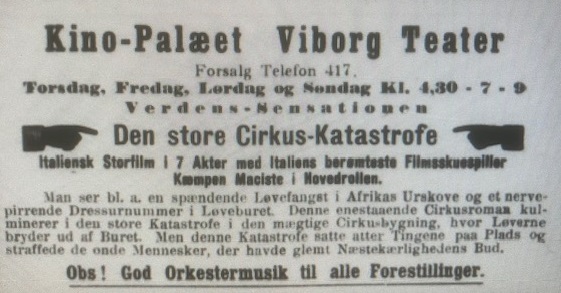 Kino-Palæet Viborg Teater
Forsalg Telefon 417.
Torsdag, Fredag, Lørdag og Søndag Kl. 4,30 - 7 - 9
Verdens-Sensationen
Den store Cirkus-Katastrofe
Italiensk Storfilm i 7 Akter med Italiens berømteste Filmsskuespiller
Kæmpen Maciste i Hovedrollen.
Man ser bl. a. en spændende Løvefangst i Afrikas Urskove og et nerve-
pirrende Dressurnummer i Løveburet. Denne enestaaende Cirkusroman kul-
minerer i den store Katastrofe i den mægtige Cirkusbygning, hvor Løverne
bryder ud af Buret. Men denne Katastrofe satte atter Tingene paa Plads og
straffede de onde Mennesker, der havde glemt Næstekærlighedens Bud.
Obs! God Orkestermusik til alle Forestillinger.